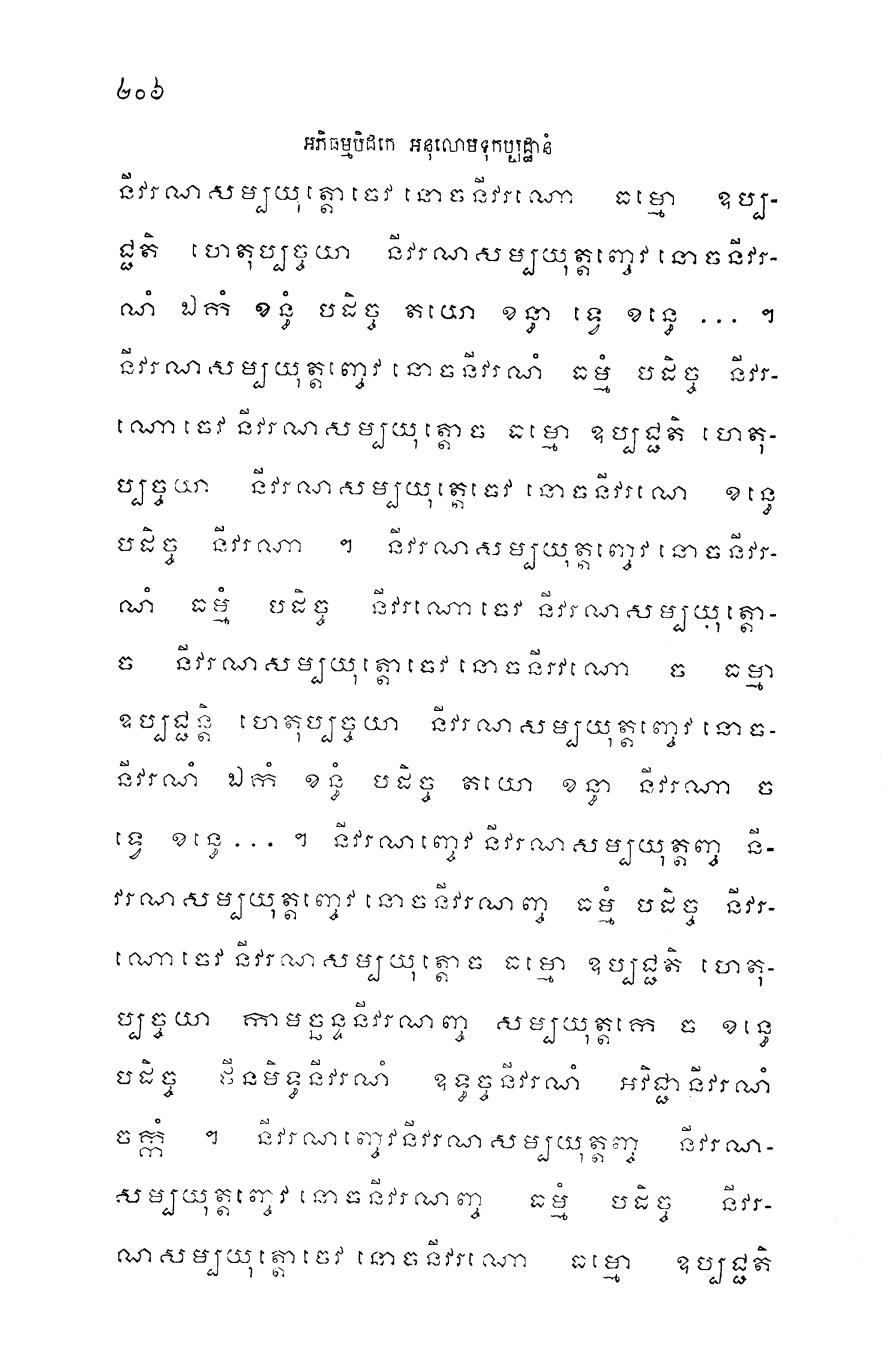 ២០៦
អភិធម្មបិដកេ អនុលោមទុកប្បដ្ឋានំ
នីវរណសម្បយុត្តោចេវ នោចនីវរណោ ធម្មោ ឧប្ប-
ជ្ជតិ ហេតុប្បច្ចយា នីវរណសម្បយុត្តញ្ចេវ នោចនីវរ-
ណំ ឯកំ ខន្ធំ បដិច្ច តយោ ខន្ធា ទ្វេ ខន្ធេ ... ។
នីវរណសម្បយុត្តញ្ចេវ នោចនីវរណំ ធម្មំ បដិច្ច នីវរ-
ណោចេវ នីវរណសម្បយុត្តោច ធម្មោ ឧប្បជ្ជតិ ហេតុ-
ប្បច្ចយា នីវរណសម្បយុត្តេចេវ នោចនីវរណេ ខន្ធេ
បដិច្ច នីវរណា ។ នីវរណសម្បយុត្តញ្ចេវ នោចនីវរ-
ណំ ធម្មំ បដិច្ច នីវរណោចេវ នីវរណសម្បយុត្តោ-
ច នីវរណសម្បយុត្តោចេវ នោចនីវរណោ ច ធម្មា
ឧប្បជ្ជន្តិ ហេតុប្បច្ចយា នីវរណសម្បយុត្តញ្ចេវ នោច-
នីវរណំ ឯកំ ខន្ធំ បដិច្ច តយោ ខន្ធា នីវរណា ច
ទ្វេ ខន្ធេ ... ។ នីវរណញ្ចេវ នីវរណសម្បយុត្តញ្ច នី-
វរណសម្បយុត្តញ្ចេវ នោចនីវរណញ្ច ធម្មំ បដិច្ច នីវរ-
ណោចេវ នីវរណសម្បយុត្តោច ធម្មោ ឧប្បជ្ជតិ ហេតុ-
ប្បច្ចយា កាមច្ឆន្ទនីវរណញ្ច សម្បយុត្តកេ ច ខន្ធេ
បដិច្ច ថីនមិទ្ធនីវរណំ ឧទ្ធច្ចនីវរណំ អវិជ្ជានីវរណំ
ចក្កំ ។ នីវរណញ្ចេវនីវរណសម្បយុត្តញ្ច នីវរណ-
សម្បយុត្តញ្ចេវ នោចនីវរណញ្ច ធម្មំ បដិច្ច នីវរ-
ណសម្បយុត្តោចេវ នោចនីវរណោ ធម្មោ ឧប្បជ្ជតិ